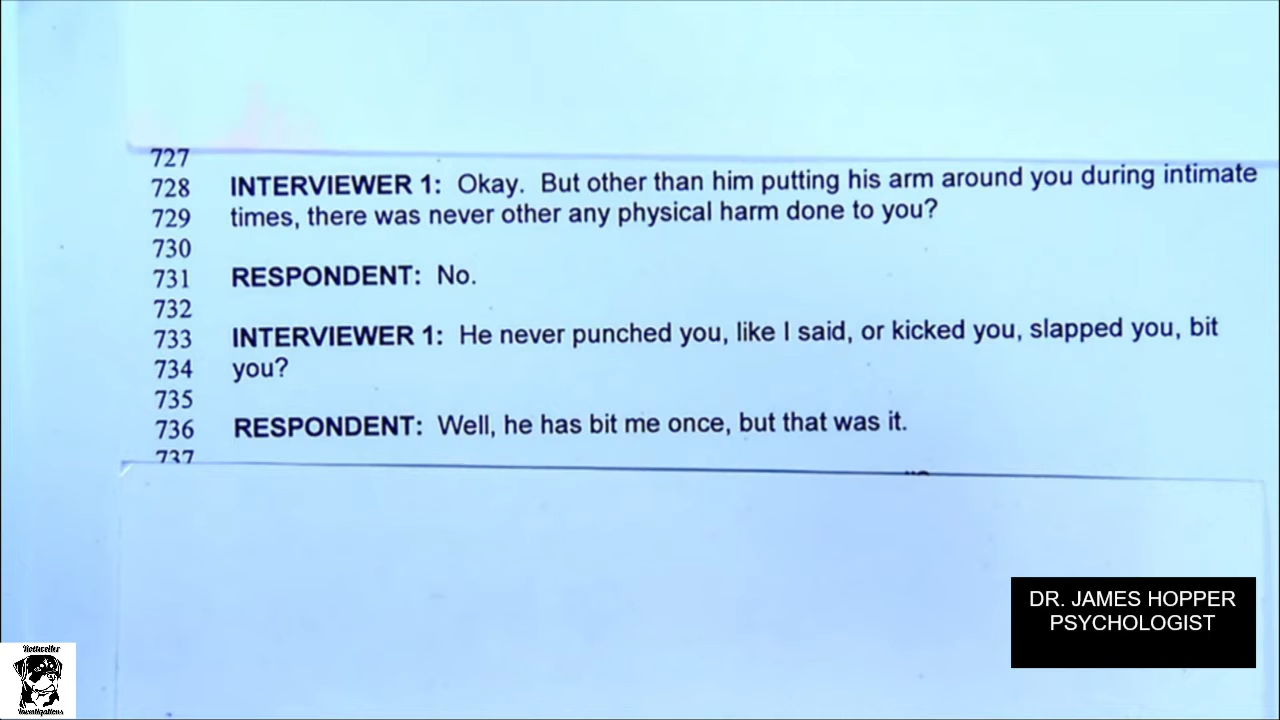 727
728 INTERVIEWER 1: Okay. But other than him putting his arm around you during intimate
729 times, there was never other any physical harm done to you?
730
731 RESPONDENT: No.
732
733 INTERVIEWER 1: He never punched you, like I said, or kicked you, slapped you, bit
734 you?
735
736 RESPONDENT: Well, he has bit me once, but that was it.
737
DR. JAMES HOPPER
PSYCHOLOGIST
Rottweiler
Investigations